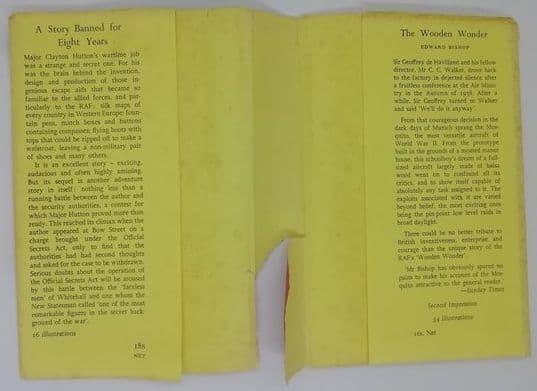 A Story Banned for
Eight Years
Major Clayton Hutton's wartime job
was a strange and secret one. For his
was the brain behind the invention,
design and production of those in-
genious escape aids that became so
familiar to the allied forces, and par-
ticularly to the RAF: silk maps of
every country in Western Europe; foun-
tain pens, match boxes and buttons
containing compasses; flying boots with
tops that could be zipped off to make a
waistcoat, leaving a non-military pair
of shoes and many others.
It is an excellent story – exciting,
audacious and often highly amusing.
But its sequel is another adventure
story in itself: nothing less than a
running battle between the author and
the security authorities, a contest for
which Major Hutton proved more than
ready. This reached its climax when the
author appeared at Bow Street on a
charge brought under the Official
Secrets Act, only to find that the
authorities had had second thoughts
and asked for the case to be withdrawn.
Serious doubts about the operation of
the Official Secrets Act will be aroused
by this battle between the 'faceless
men' of Whitehall and one whom the
New Statesman called 'one of the most
remarkable figures in the secret back-
ground of the war'.
16 illustrations
18s
NET
The Wooden Wonder
EDWARD BISHOP
Sir Geoffrey de Havilland and his fellow
director, Mr C. C. Walker, drove back
to the factory in dejected silence after
a fruitless conference at the Air Minis-
try in the Autumn of 1938. After a
while, Sir Geoffrey turned to Walker
and said 'We'll do it anyway'.
From that courageous decision in the
dark days of Munich sprang the Mos-
quito, the most versatile aircraft of
World War II. From the prototype
built in the grounds of a moated manor
house, this schoolboy's dream of a full-
sized aircraft largely made of balsa
wood went on to confound all its
critics, and to show itself capable of
absolutely any task assigned to it. The
exploits associated with it are varied
beyond belief, the most exciting ones
being the pin-point low level raids in
broad daylight.
There could be no better tribute to
British inventiveness, enterprise and
courage than the unique story of the
RAF's 'Wooden Wonder'.
'Mr Bishop has obviously spared no
pains to make his account of the Mos-
quito attractive to the general reader.'
—Sunday Times
Second Impression
34 illustrations
16s. Net